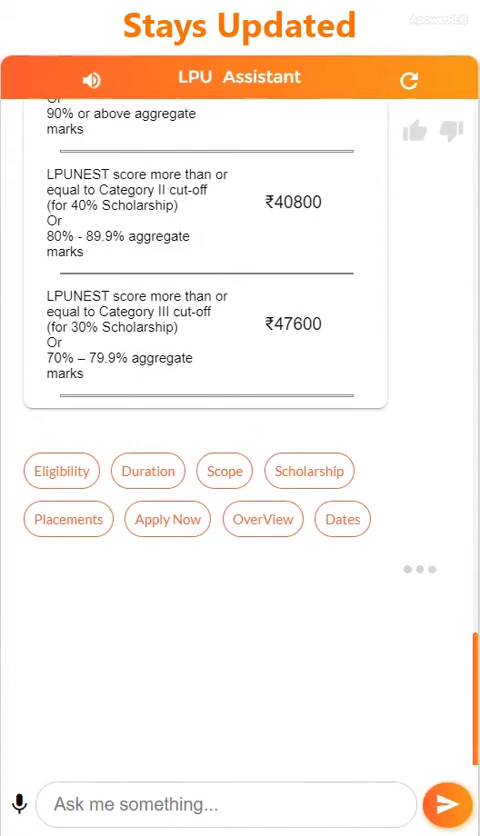 Stays Updated
ApowerREC
LPU Assistant
Or
90% or above aggregate
marks
LPUNEST score more than or
equal to Category II cut-off
(for 40% Scholarship)
Or
80% - 89.9% aggregate
marks
₹40800
LPUNEST score more than or
equal to Category III cut-off
(for 30% Scholarship)
Or
70% – 79.9% aggregate
marks
₹47600
Eligibility Duration Scope Scholarship
Placements Apply Now OverView Dates
Ask me something...